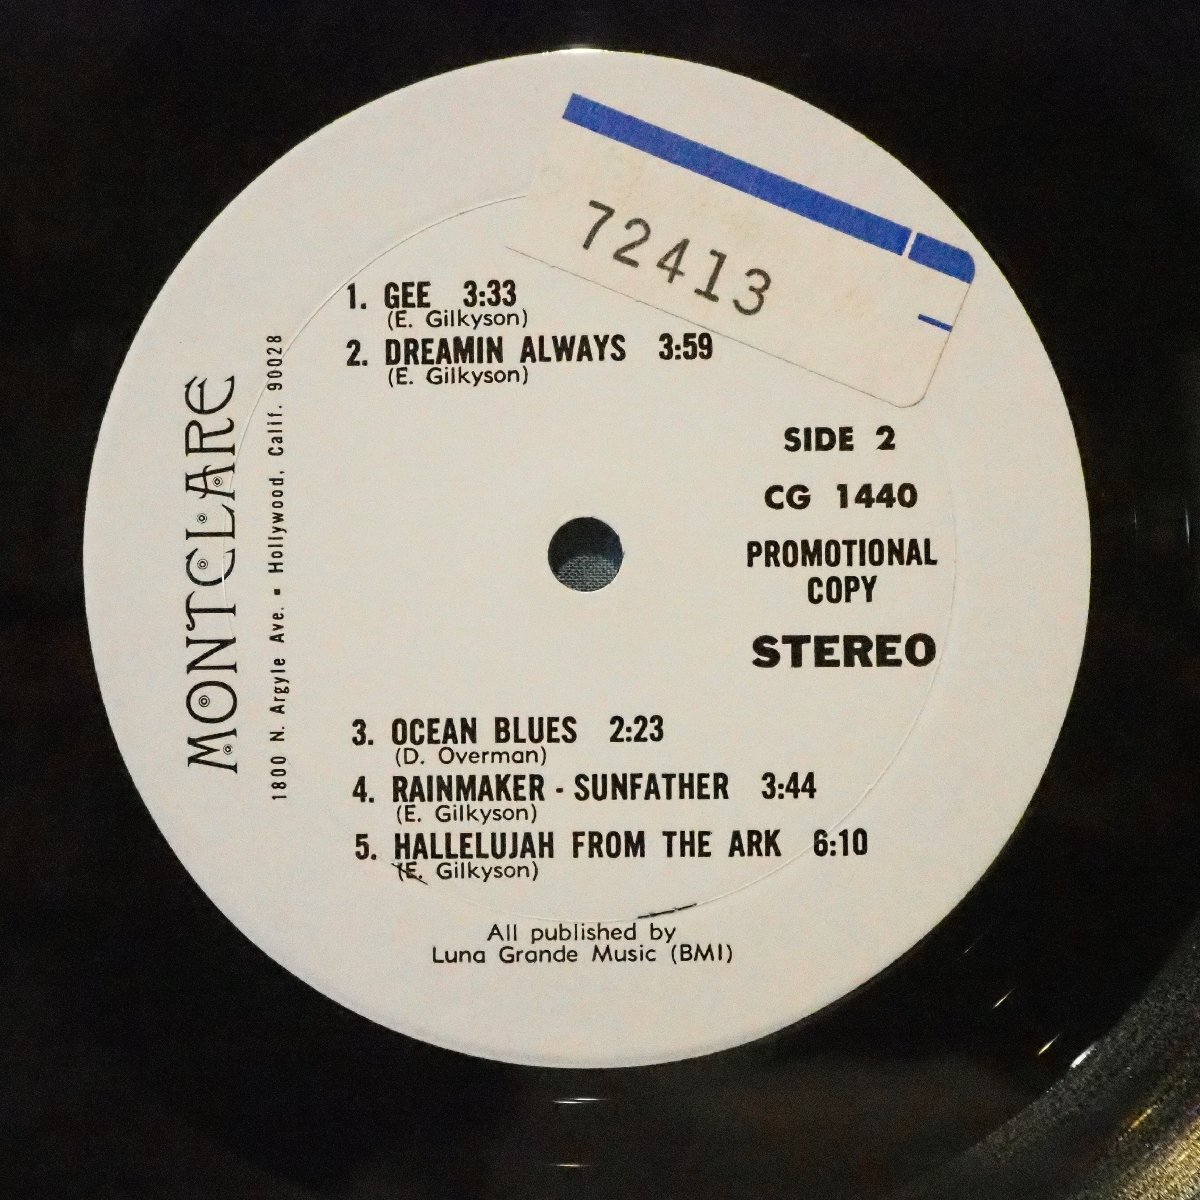 72413
1. GEE 3:33
(E. Gilkyson)
2. DREAMIN ALWAYS 3:59
(E. Gilkyson)
MONTCLARE
1800 N. Argyle Ave. ▪ Hollywood, Calif. 90028
SIDE 2
CG 1440
PROMOTIONAL
COPY
STEREO
3. OCEAN BLUES 2:23
(D. Overman)
4. RAINMAKER - SUNFATHER 3:44
(E. Gilkyson)
5. HALLELUJAH FROM THE ARK 6:10
(E. Gilkyson)
All published by
Luna Grande Music (BMI)